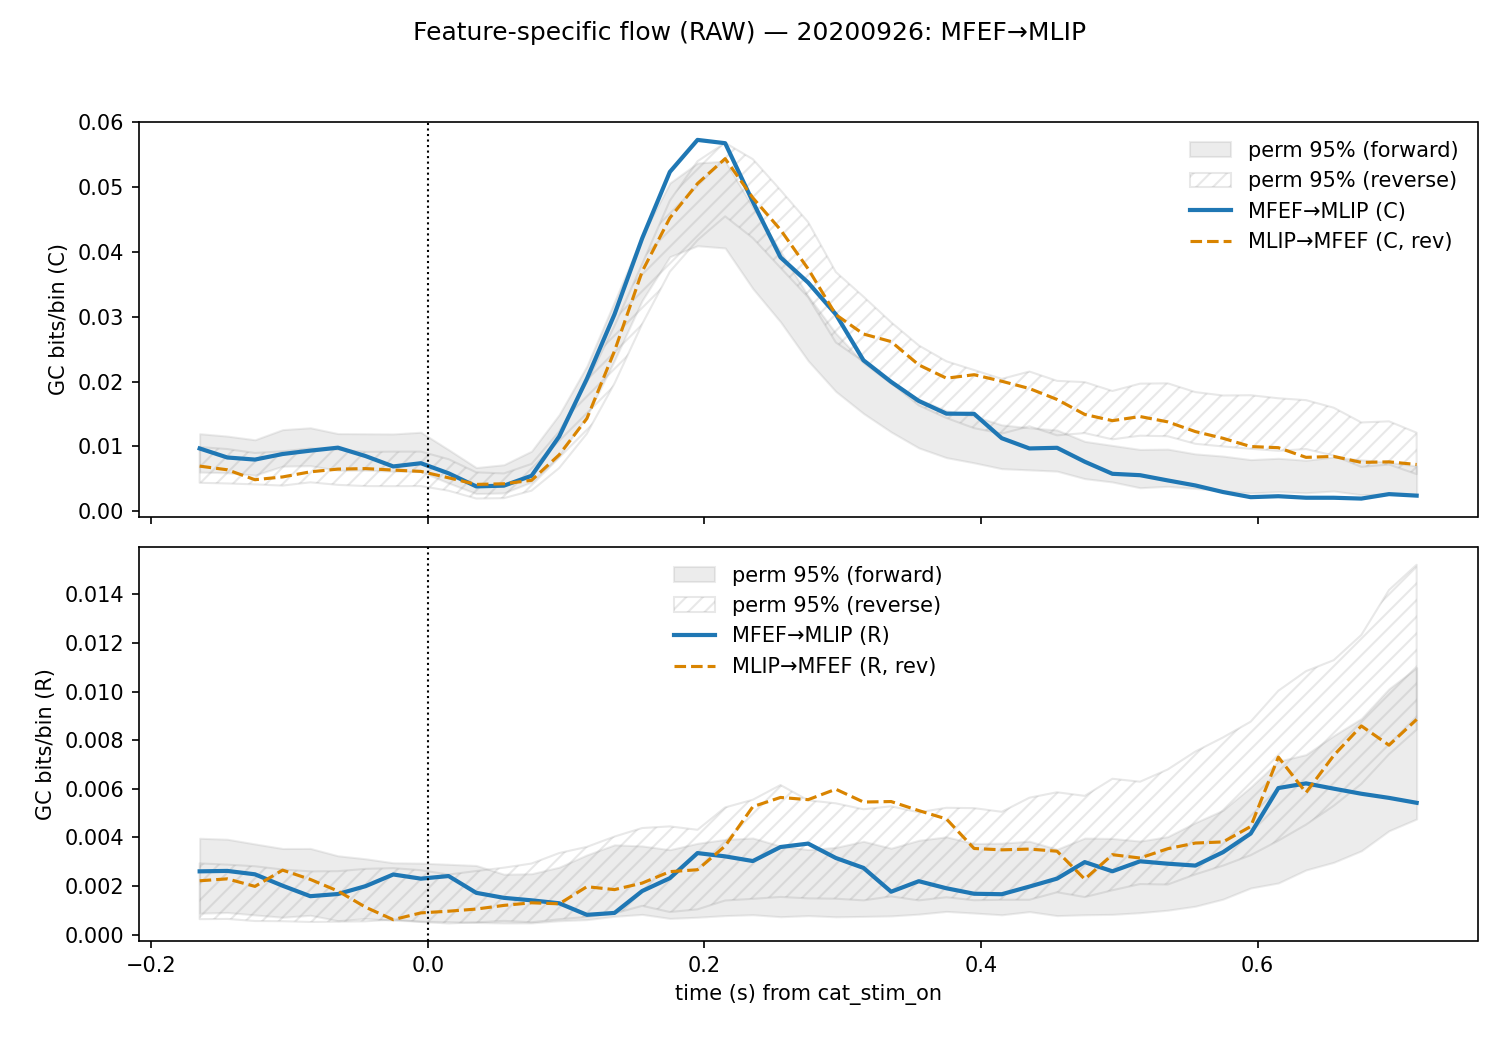 Feature-specific flow (RAW) — 20200926: MFEF→MLIP
0.06
0.05
0.04
0.03
0.02
0.01
0.00
GC bits/bin (C)
perm 95% (forward)
perm 95% (reverse)
MFEF→MLIP (C)
MLIP→MFEF (C, rev)
0.014
0.012
0.010
0.008
0.006
0.004
0.002
0.000
GC bits/bin (R)
perm 95% (forward)
perm 95% (reverse)
MFEF→MLIP (R)
MLIP→MFEF (R, rev)
−0.2 0.0 0.2 0.4 0.6
time (s) from cat_stim_on